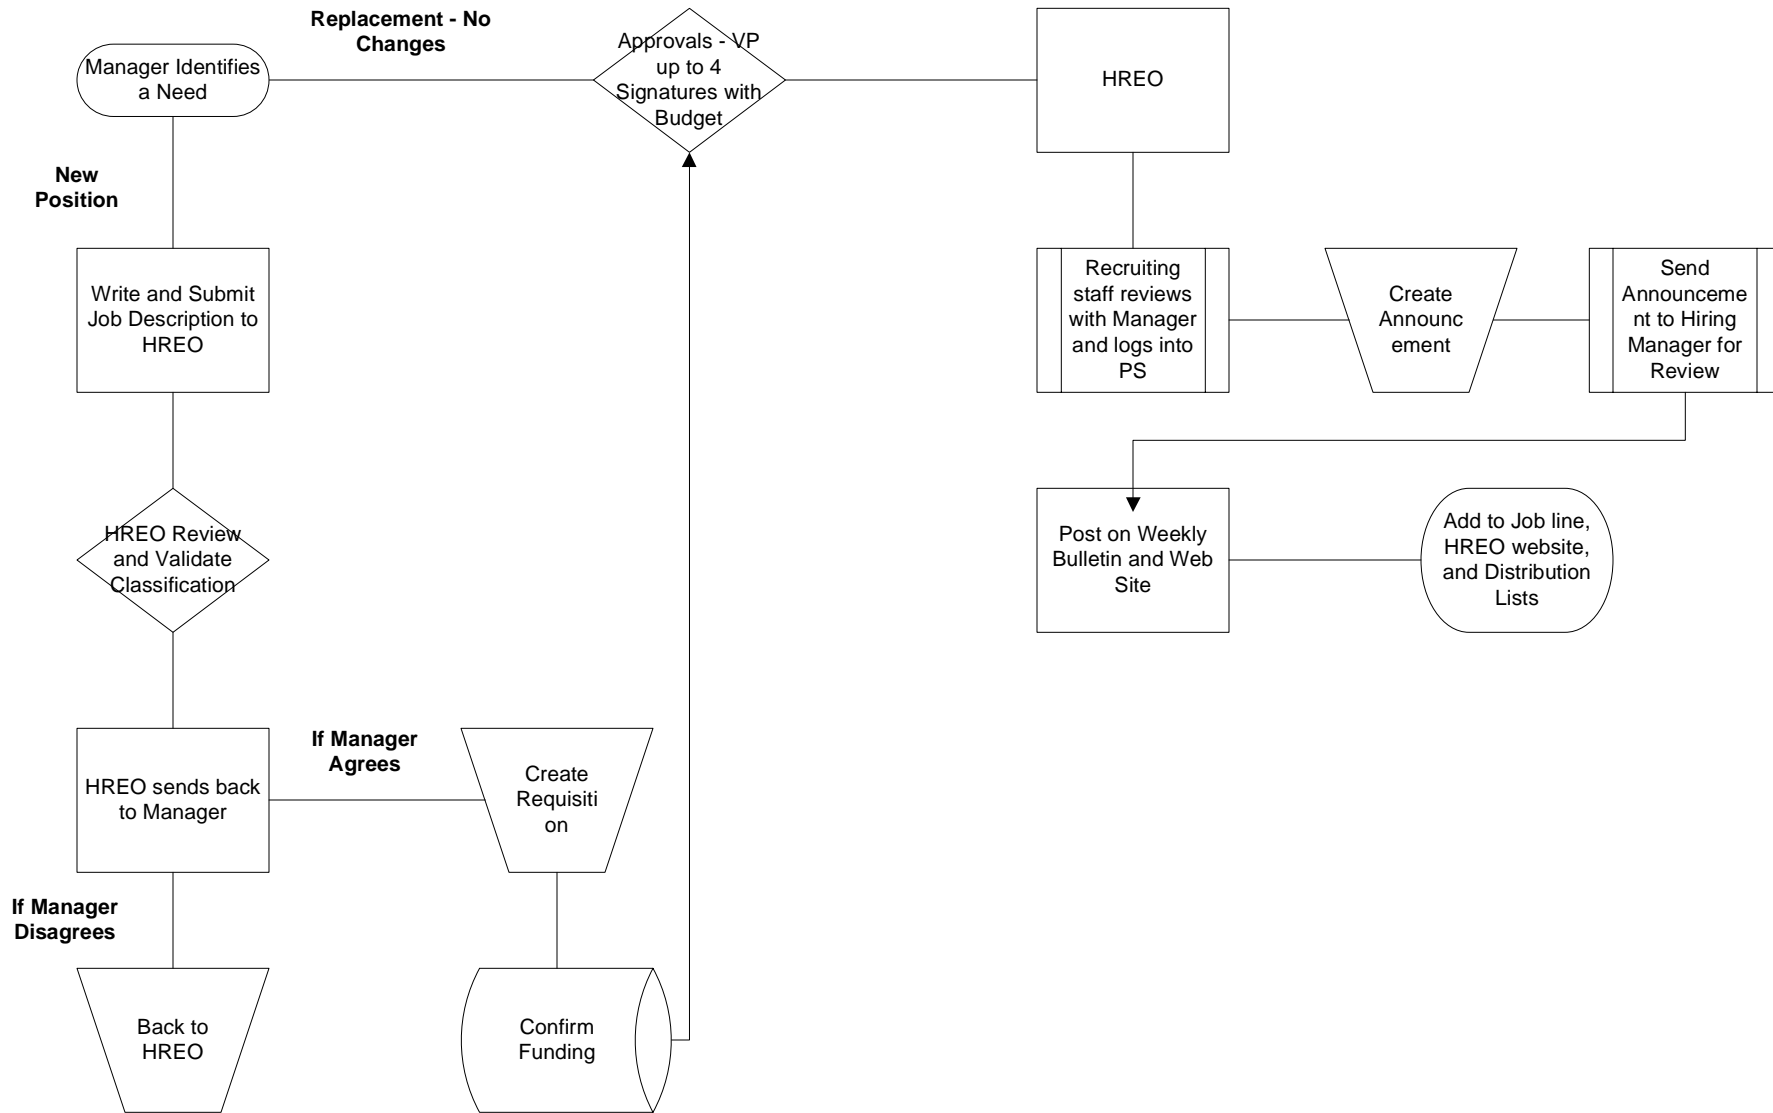 Replacement - No
Changes
Manager Identifies
a Need
Approvals - VP
up to 4
Signatures with
Budget
HREO
New
Position
Write and Submit
Job Description to
HREO
Recruiting
staff reviews
with Manager
and logs into
PS
Create
Announc
ement
Send
Announceme
nt to Hiring
Manager for
Review
HREO Review
and Validate
Classification
Post on Weekly
Bulletin and Web
Site
Add to Job line,
HREO website,
and Distribution
Lists
HREO sends back
to Manager
If Manager
Agrees
Create
Requisiti
on
If Manager
Disagrees
Back to
HREO
Confirm
Funding